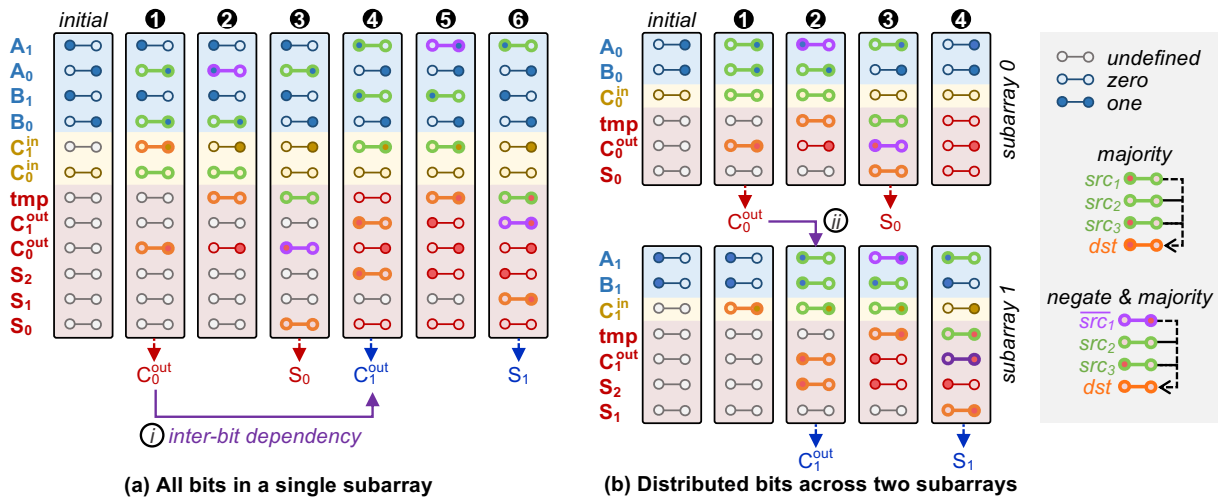 initial ❶ ❷ ❸ ❹ ❺ ❻
A₁
A₀
B₁
B₀
C₁ⁱⁿ
C₀ⁱⁿ
tmp
C₁ᵒᵘᵗ
C₀ᵒᵘᵗ
S₂
S₁
S₀
C₀ᵒᵘᵗ S₀ C₁ᵒᵘᵗ S₁
i inter-bit dependency
(a) All bits in a single subarray
initial ❶ ❷ ❸ ❹
A₀
B₀
C₀ⁱⁿ
tmp
C₀ᵒᵘᵗ
S₀
subarray 0
C₀ᵒᵘᵗ ii S₀
A₁
B₁
C₁ⁱⁿ
tmp
C₁ᵒᵘᵗ
S₂
S₁
subarray 1
C₁ᵒᵘᵗ S₁
(b) Distributed bits across two subarrays
undefined
zero
one
majority
src₁
src₂
src₃
dst
negate & majority
s̅r̅c̅₁̅
src₂
src₃
dst